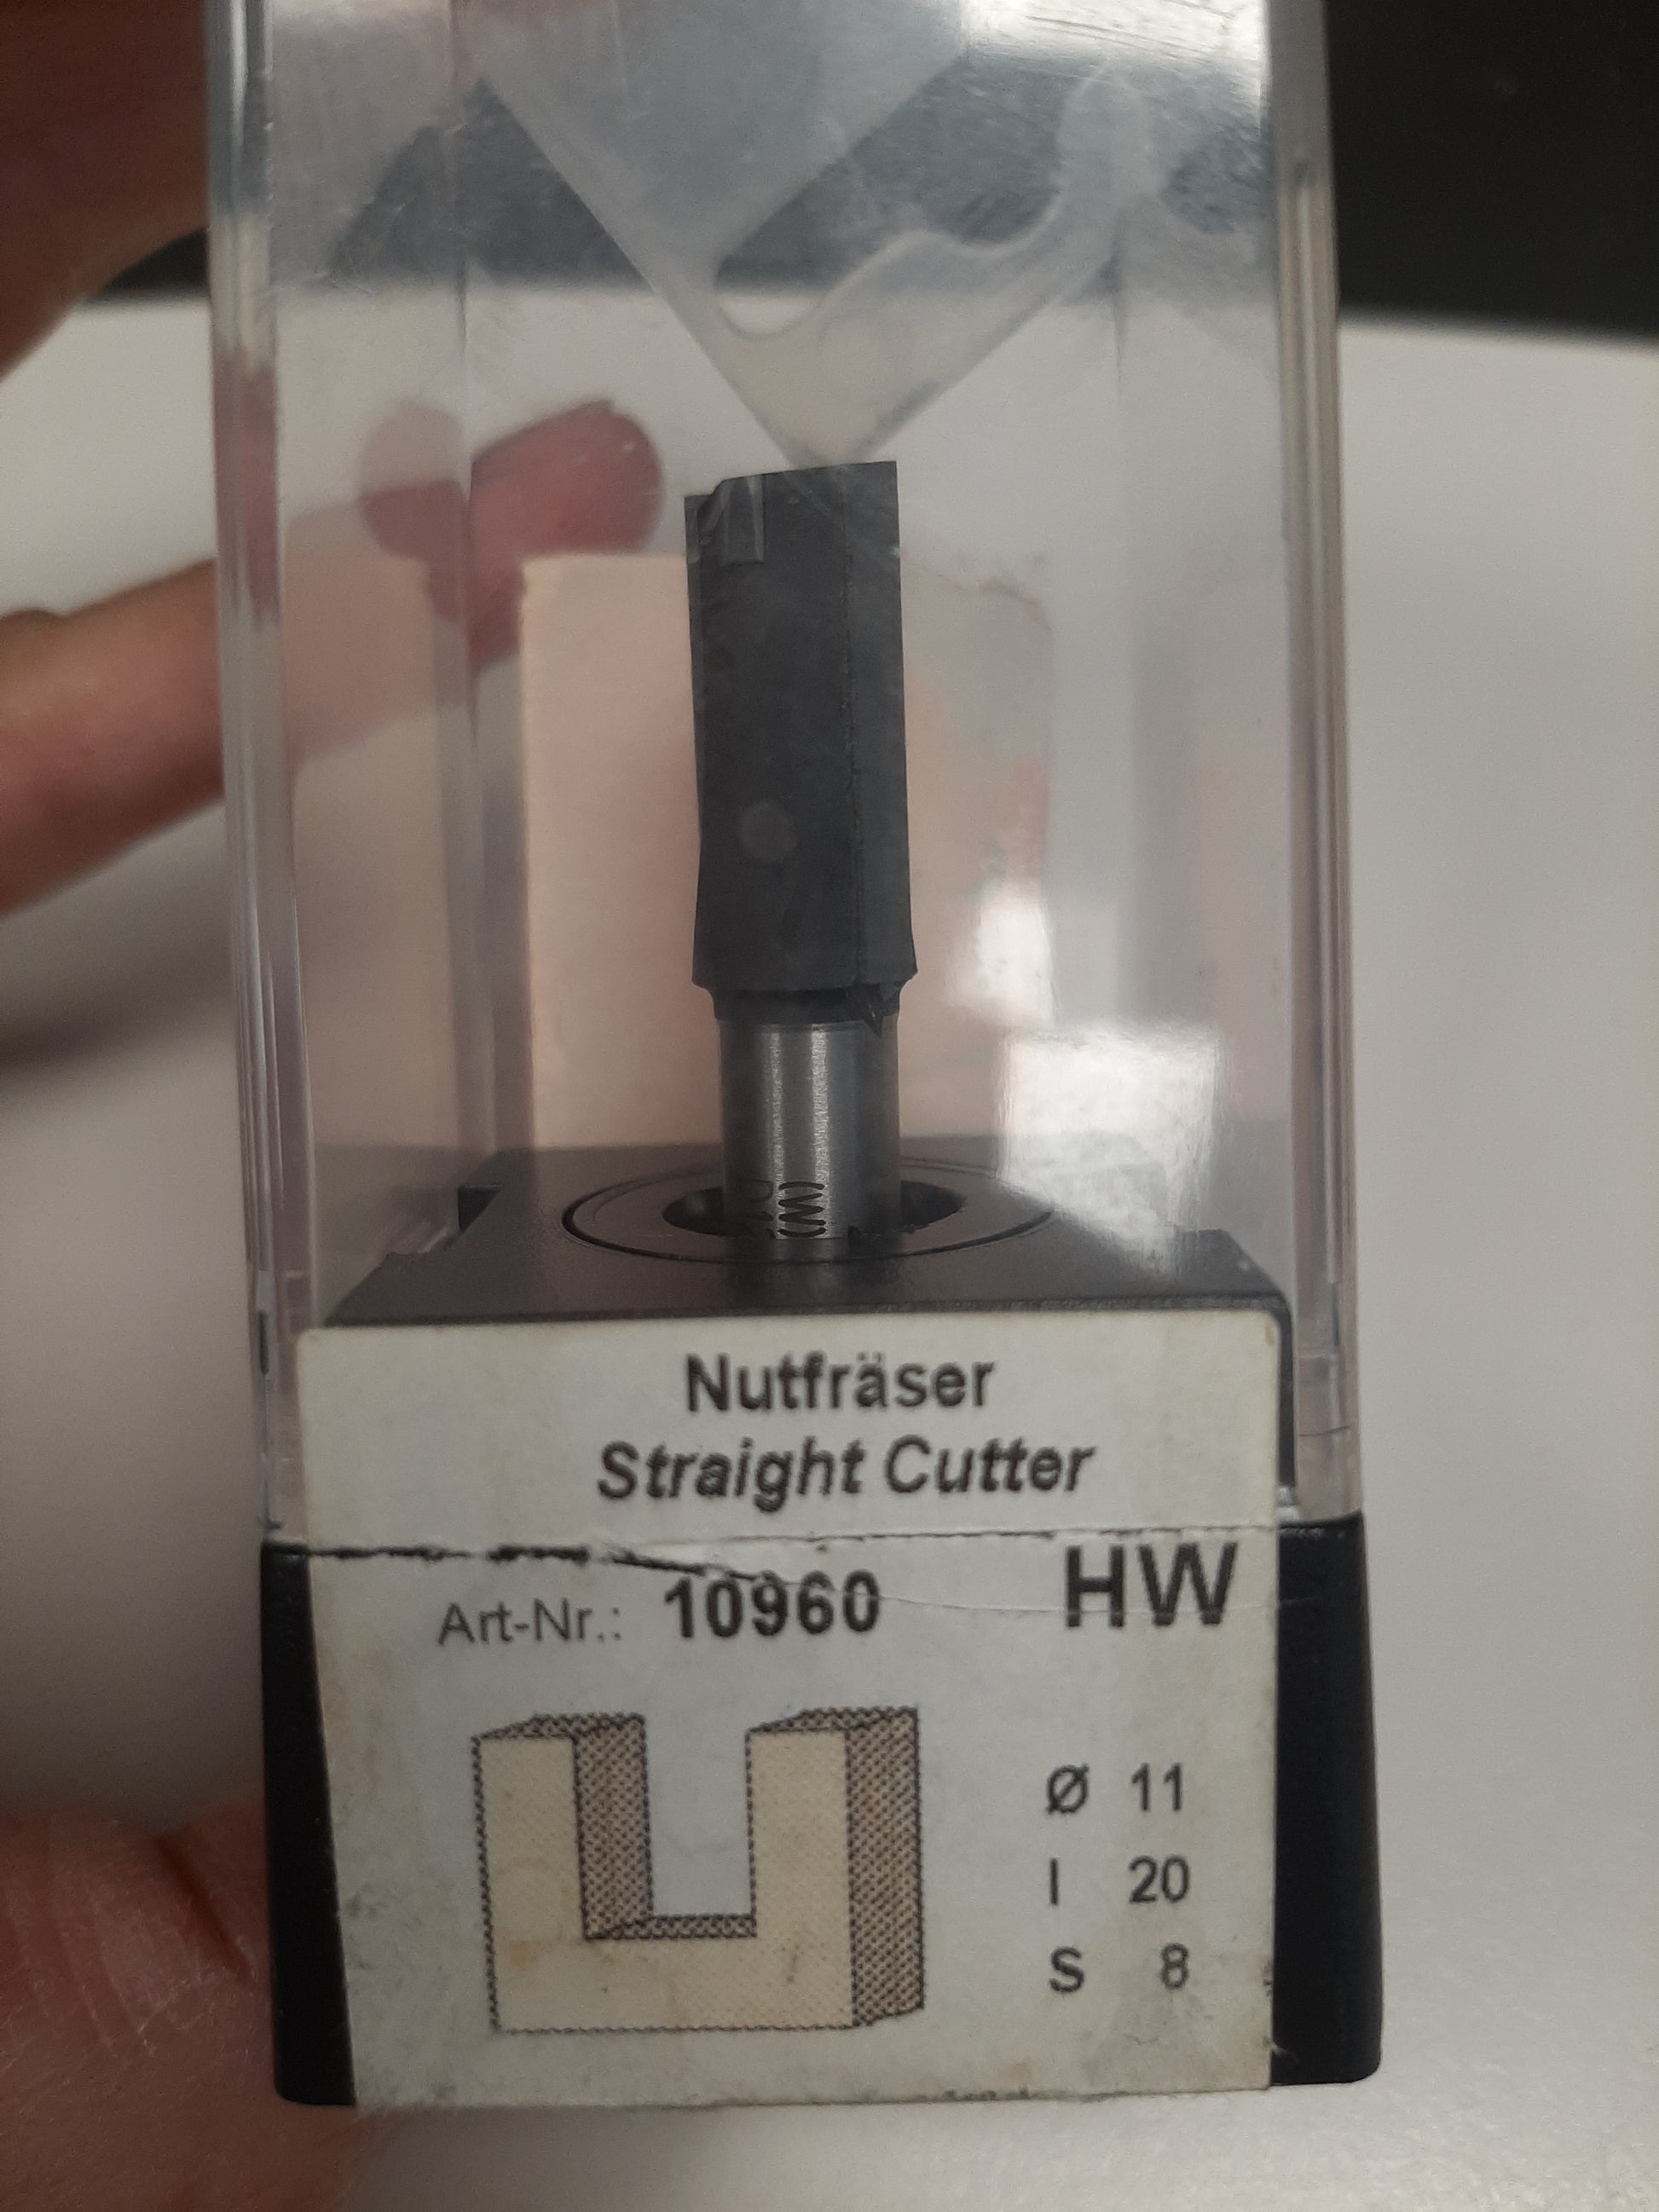 Nutfräser
Straight Cutter
Art-Nr.: 10960 HW
Ø 11
l 20
S 8